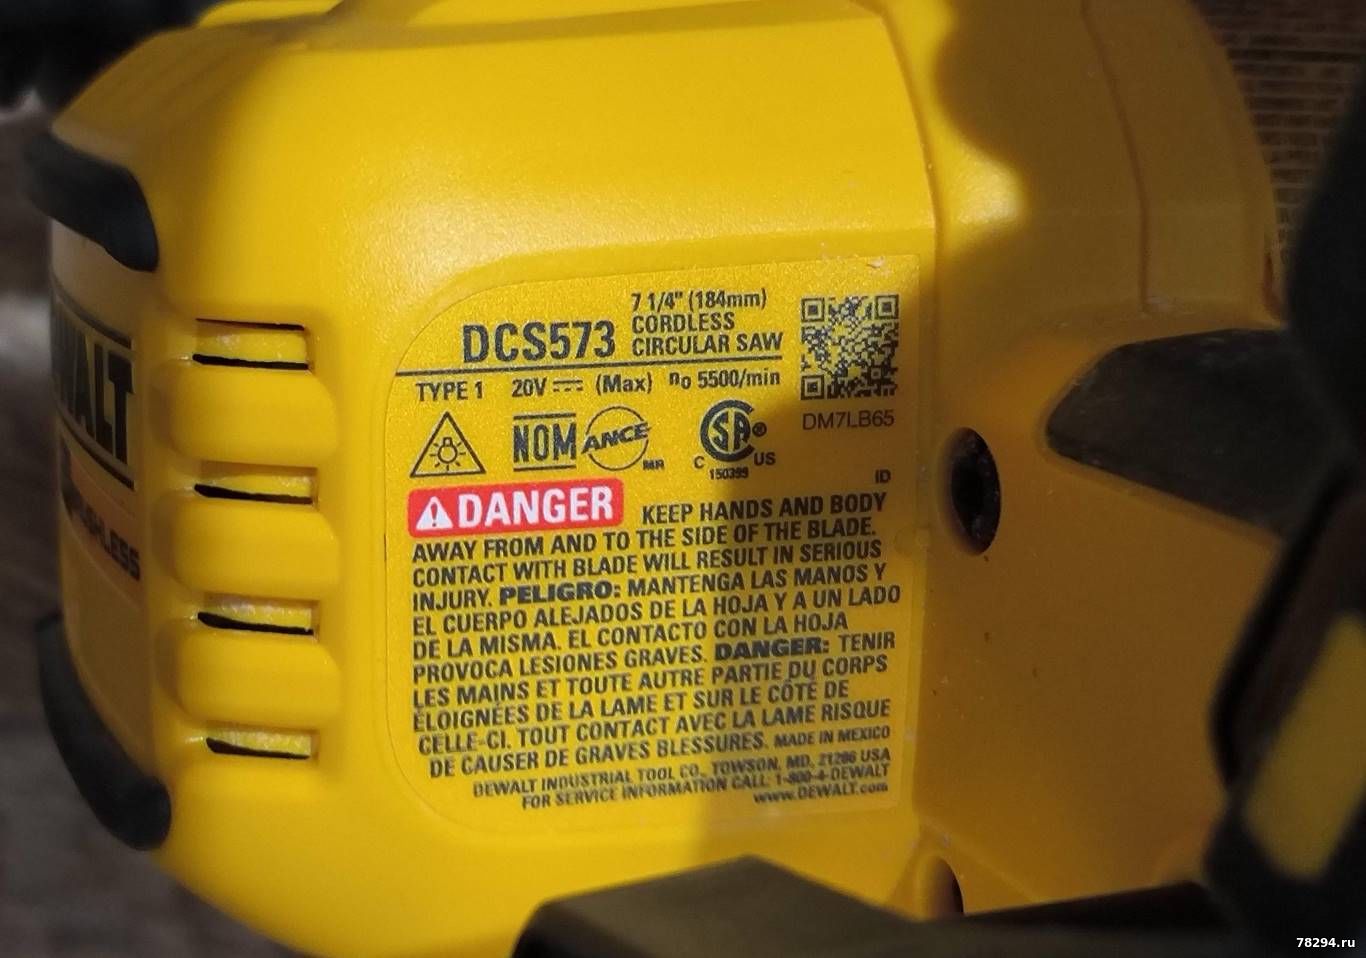 WALT
7 1/4" (184mm)
DCS573 CORDLESS
CIRCULAR SAW
TYPE 1 20V ⎓ (Max) n₀ 5500/min
DM7LB65
NOM ANCE MR
C SA ® US
150399
ID
⚠DANGER KEEP HANDS AND BODY
AWAY FROM AND TO THE SIDE OF THE BLADE.
CONTACT WITH BLADE WILL RESULT IN SERIOUS
INJURY. PELIGRO: MANTENGA LAS MANOS Y
EL CUERPO ALEJADOS DE LA HOJA Y A UN LADO
DE LA MISMA. EL CONTACTO CON LA HOJA
PROVOCA LESIONES GRAVES. DANGER: TENIR
LES MAINS ET TOUTE AUTRE PARTIE DU CORPS
ÉLOIGNÉES DE LA LAME ET SUR LE CÔTÉ DE
CELLE-CI. TOUT CONTACT AVEC LA LAME RISQUE
DE CAUSER DE GRAVES BLESSURES. MADE IN MEXICO
DEWALT INDUSTRIAL TOOL CO., TOWSON, MD, 21286 USA
FOR SERVICE INFORMATION CALL: 1-800-4-DEWALT
www.DEWALT.com
78294.ru